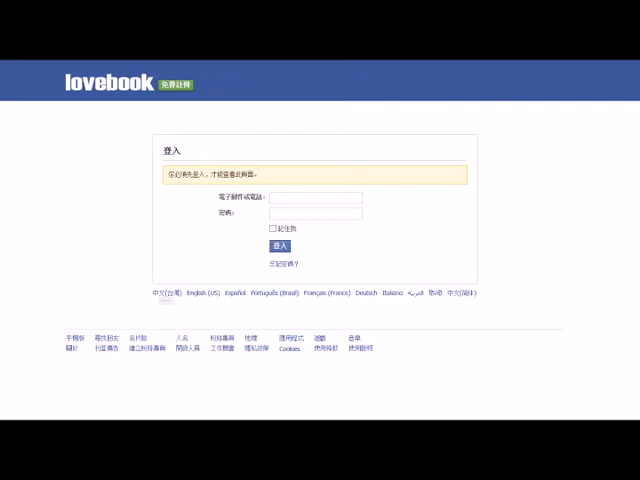 lovebook 免費註冊
登入
你必須先登入，才能查看此頁面。
電子郵件或電話：
密碼：
記住我
登入
忘記密碼？
中文(台灣) English (US) Español Português (Brasil) Français (France) Deutsch Italiano العربية हिन्दी 中文(简体)
手機版 尋找朋友 名片貼 人名 粉絲專頁 地標 應用程式 遊戲 音樂
關於 刊登廣告 建立粉絲專頁 開發人員 工作機會 隱私政策 Cookies 使用條款 使用說明